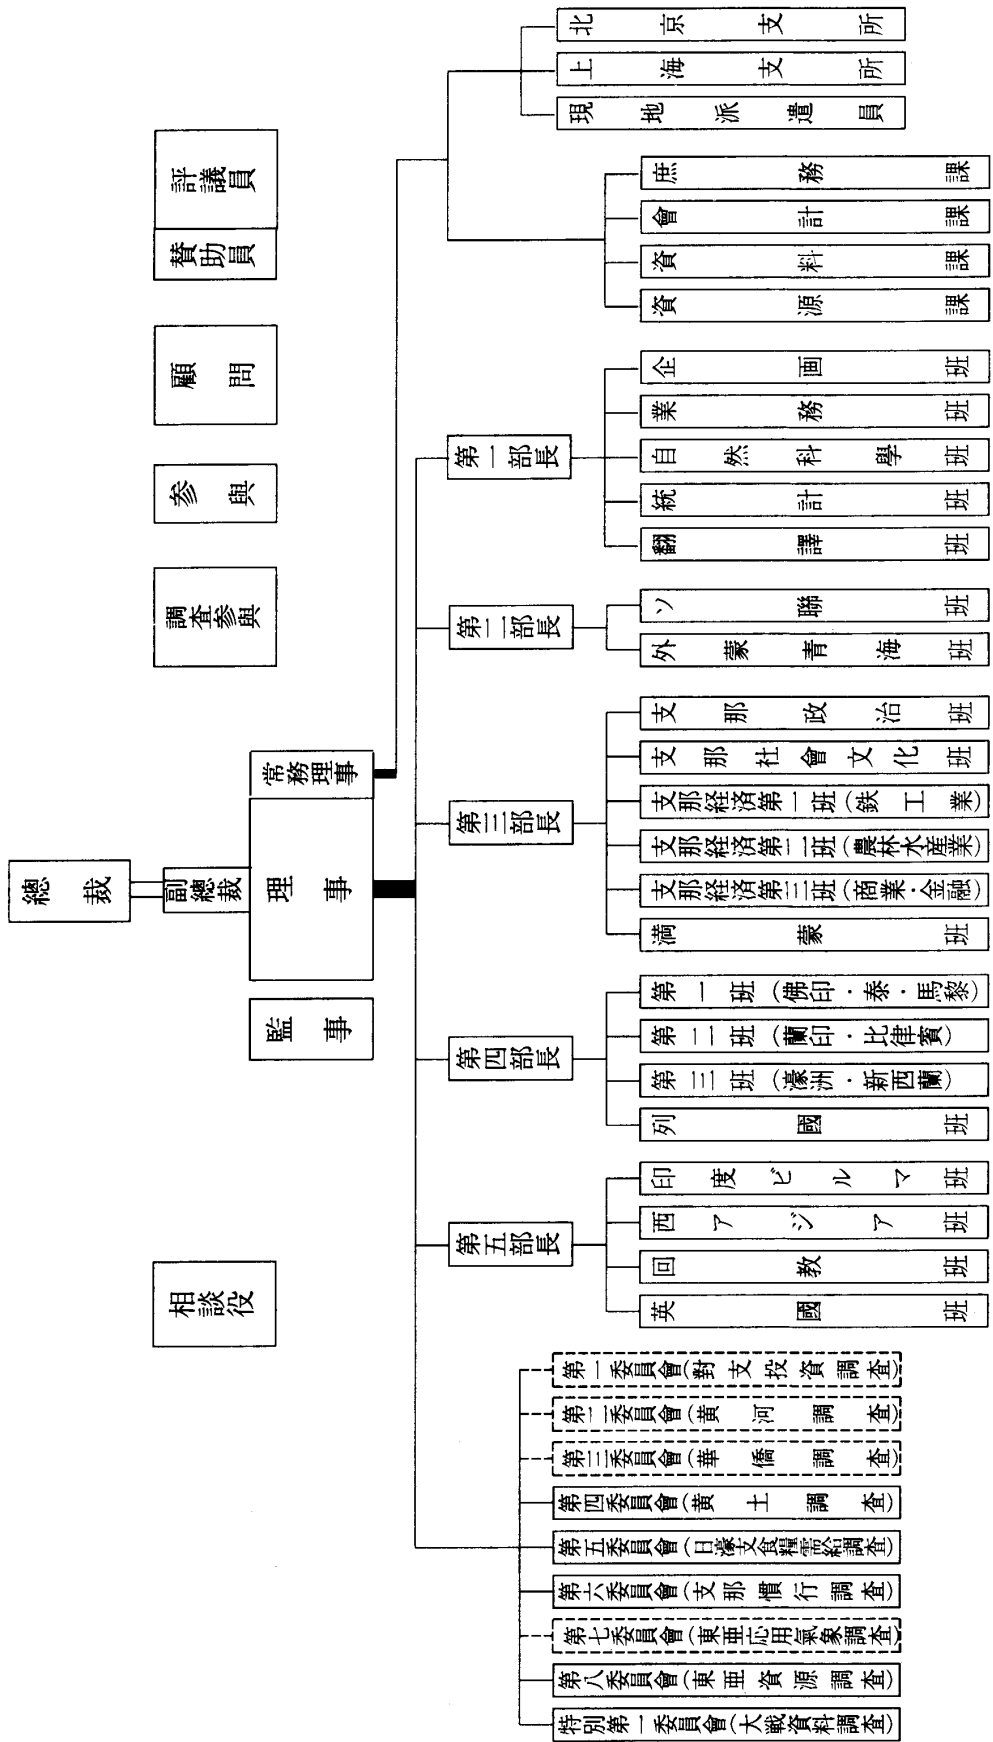 總裁
副總裁
評議員
賛助員
顧問
参與
調査参與
相談役
常務理事
理事
監事
北京支所
上海支所
現地派遣員
庶務課
會計課
資料課
資源課
第一部長
企画班
業務班
自然科學班
統計班
翻譯班
第二部長
ソ聯班
外蒙青海班
第三部長
支那政治班
支那社會文化班
支那経済第一班(鉄工業)
支那経済第二班(農林水産業)
支那経済第三班(商業・金融)
満蒙班
第四部長
第一班(佛印・泰・馬黎)
第二班(蘭印・比律賓)
第三班(濠洲・新西蘭)
列國班
第五部長
印度ビルマ班
西アジア班
回教班
英國班
第一委員會(對支投資調査)
第二委員會(黄河調査)
第三委員會(華僑調査)
第四委員會(黄土調査)
第五委員會(日濠支食糧需給調査)
第六委員會(支那慣行調査)
第七委員會(東亜応用氣象調査)
第八委員會(東亜資源調査)
特別第一委員會(大戦資料調査)